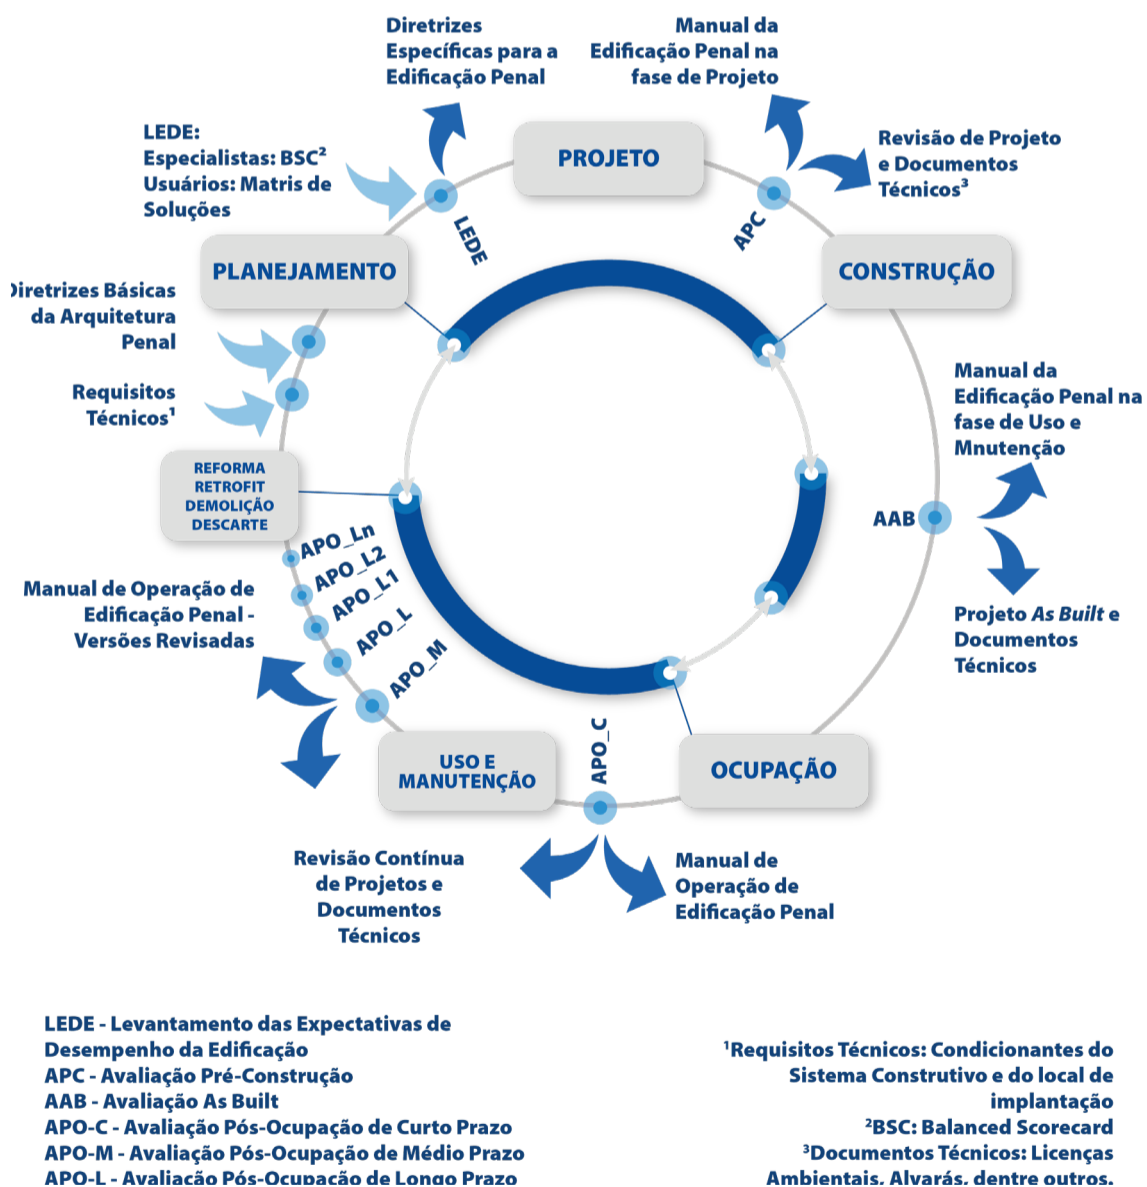 Diretrizes
Específicas para a
Edificação Penal
Manual da
Edificação Penal na
fase de Projeto
LEDE:
Especialistas: BSC²
Usuários: Matris de
Soluções
PROJETO
Revisão de Projeto
e Documentos
Técnicos³
LEDE
APC
PLANEJAMENTO
CONSTRUÇÃO
Diretrizes Básicas
da Arquitetura
Penal
Requisitos
Técnicos¹
Manual da
Edificação Penal na
fase de Uso e
Mnutenção
REFORMA
RETROFIT
DEMOLIÇÃO
DESCARTE
AAB
APO_Ln
APO_L2
APO_L1
APO_L
APO_M
Manual de Operação de
Edificação Penal -
Versões Revisadas
Projeto As Built e
Documentos
Técnicos
APO_C
USO E
MANUTENÇÃO
OCUPAÇÃO
Revisão Contínua
de Projetos e
Documentos
Técnicos
Manual de
Operação de
Edificação Penal
LEDE - Levantamento das Expectativas de
Desempenho da Edificação
APC - Avaliação Pré-Construção
AAB - Avaliação As Built
APO-C - Avaliação Pós-Ocupação de Curto Prazo
APO-M - Avaliação Pós-Ocupação de Médio Prazo
APO-L - Avaliação Pós-Ocupação de Longo Prazo
¹Requisitos Técnicos: Condicionantes do
Sistema Construtivo e do local de
implantação
²BSC: Balanced Scorecard
³Documentos Técnicos: Licenças
Ambientais, Alvarás, dentre outros.